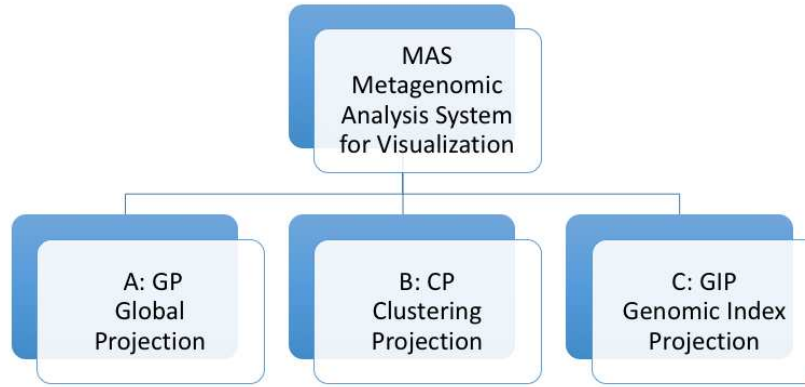 MAS
Metagenomic
Analysis System
for Visualization
A: GP
Global
Projection
B: CP
Clustering
Projection
C: GIP
Genomic Index
Projection